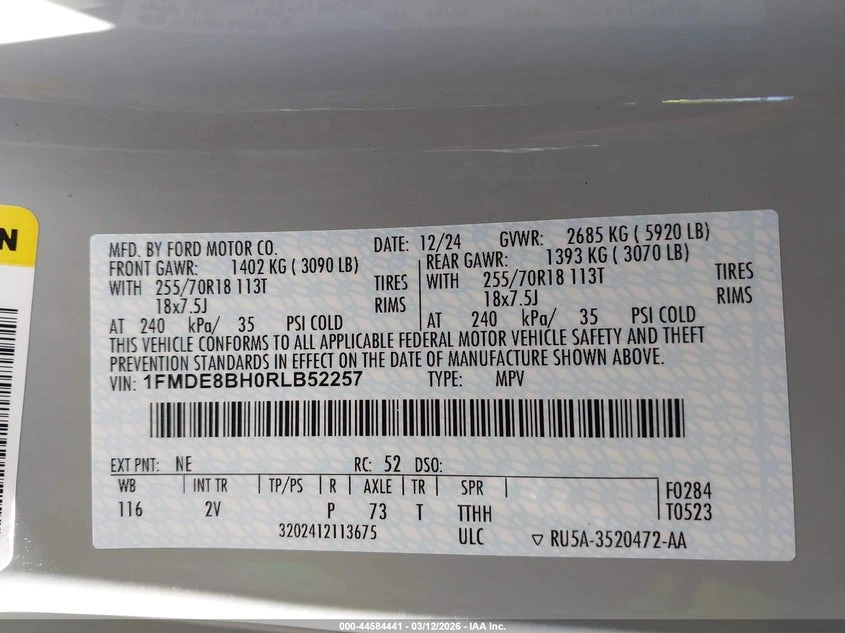 N
MFD. BY FORD MOTOR CO. DATE: 12/24 GVWR: 2685 KG ( 5920 LB)
FRONT GAWR: 1402 KG ( 3090 LB) REAR GAWR: 1393 KG ( 3070 LB)
WITH 255/70R18 113T TIRES WITH 255/70R18 113T TIRES
18x7.5J RIMS 18x7.5J RIMS
AT 240 kPa/ 35 PSI COLD AT 240 kPa/ 35 PSI COLD
THIS VEHICLE CONFORMS TO ALL APPLICABLE FEDERAL MOTOR VEHICLE SAFETY AND THEFT
PREVENTION STANDARDS IN EFFECT ON THE DATE OF MANUFACTURE SHOWN ABOVE.
VIN: 1FMDE8BH0RLB52257 TYPE: MPV
EXT PNT: NE RC: 52 DSO:
WB INT TR TP/PS R AXLE TR SPR F0284
116 2V P 73 T TTHH T0523
3202412113675 ULC ▽ RU5A-3520472-AA
000-44584441 - 03/12/2026 - IAA Inc.